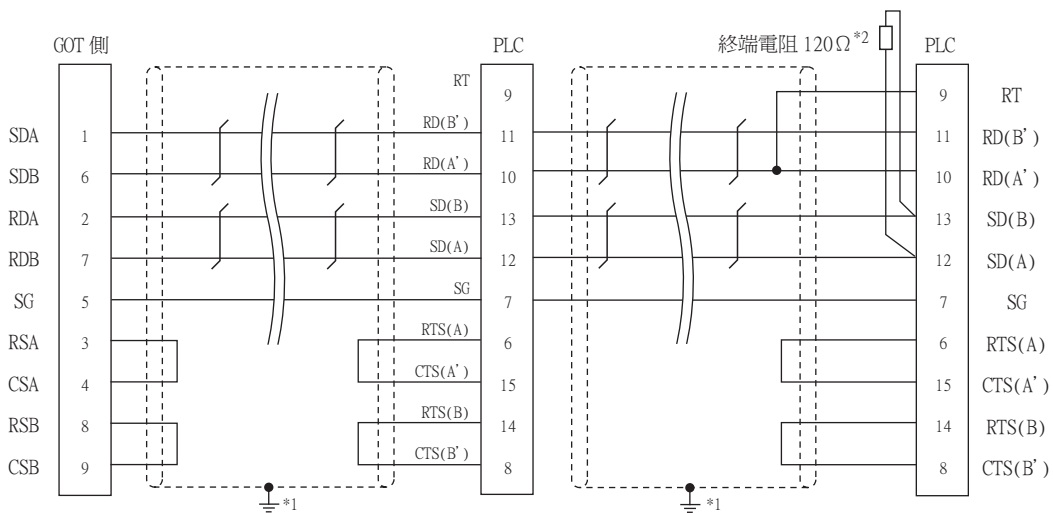 GOT 側
PLC
終端電阻 120Ω*2
PLC
RT
9
9
RT
SDA
1
RD(B')
11
11
RD(B')
SDB
6
RD(A')
10
10
RD(A')
RDA
2
SD(B)
13
13
SD(B)
RDB
7
SD(A)
12
12
SD(A)
SG
5
SG
7
7
SG
RSA
3
RTS(A)
6
6
RTS(A)
CSA
4
CTS(A')
15
15
CTS(A')
RSB
8
RTS(B)
14
14
RTS(B)
CSB
9
CTS(B')
8
8
CTS(B')
*1
*1